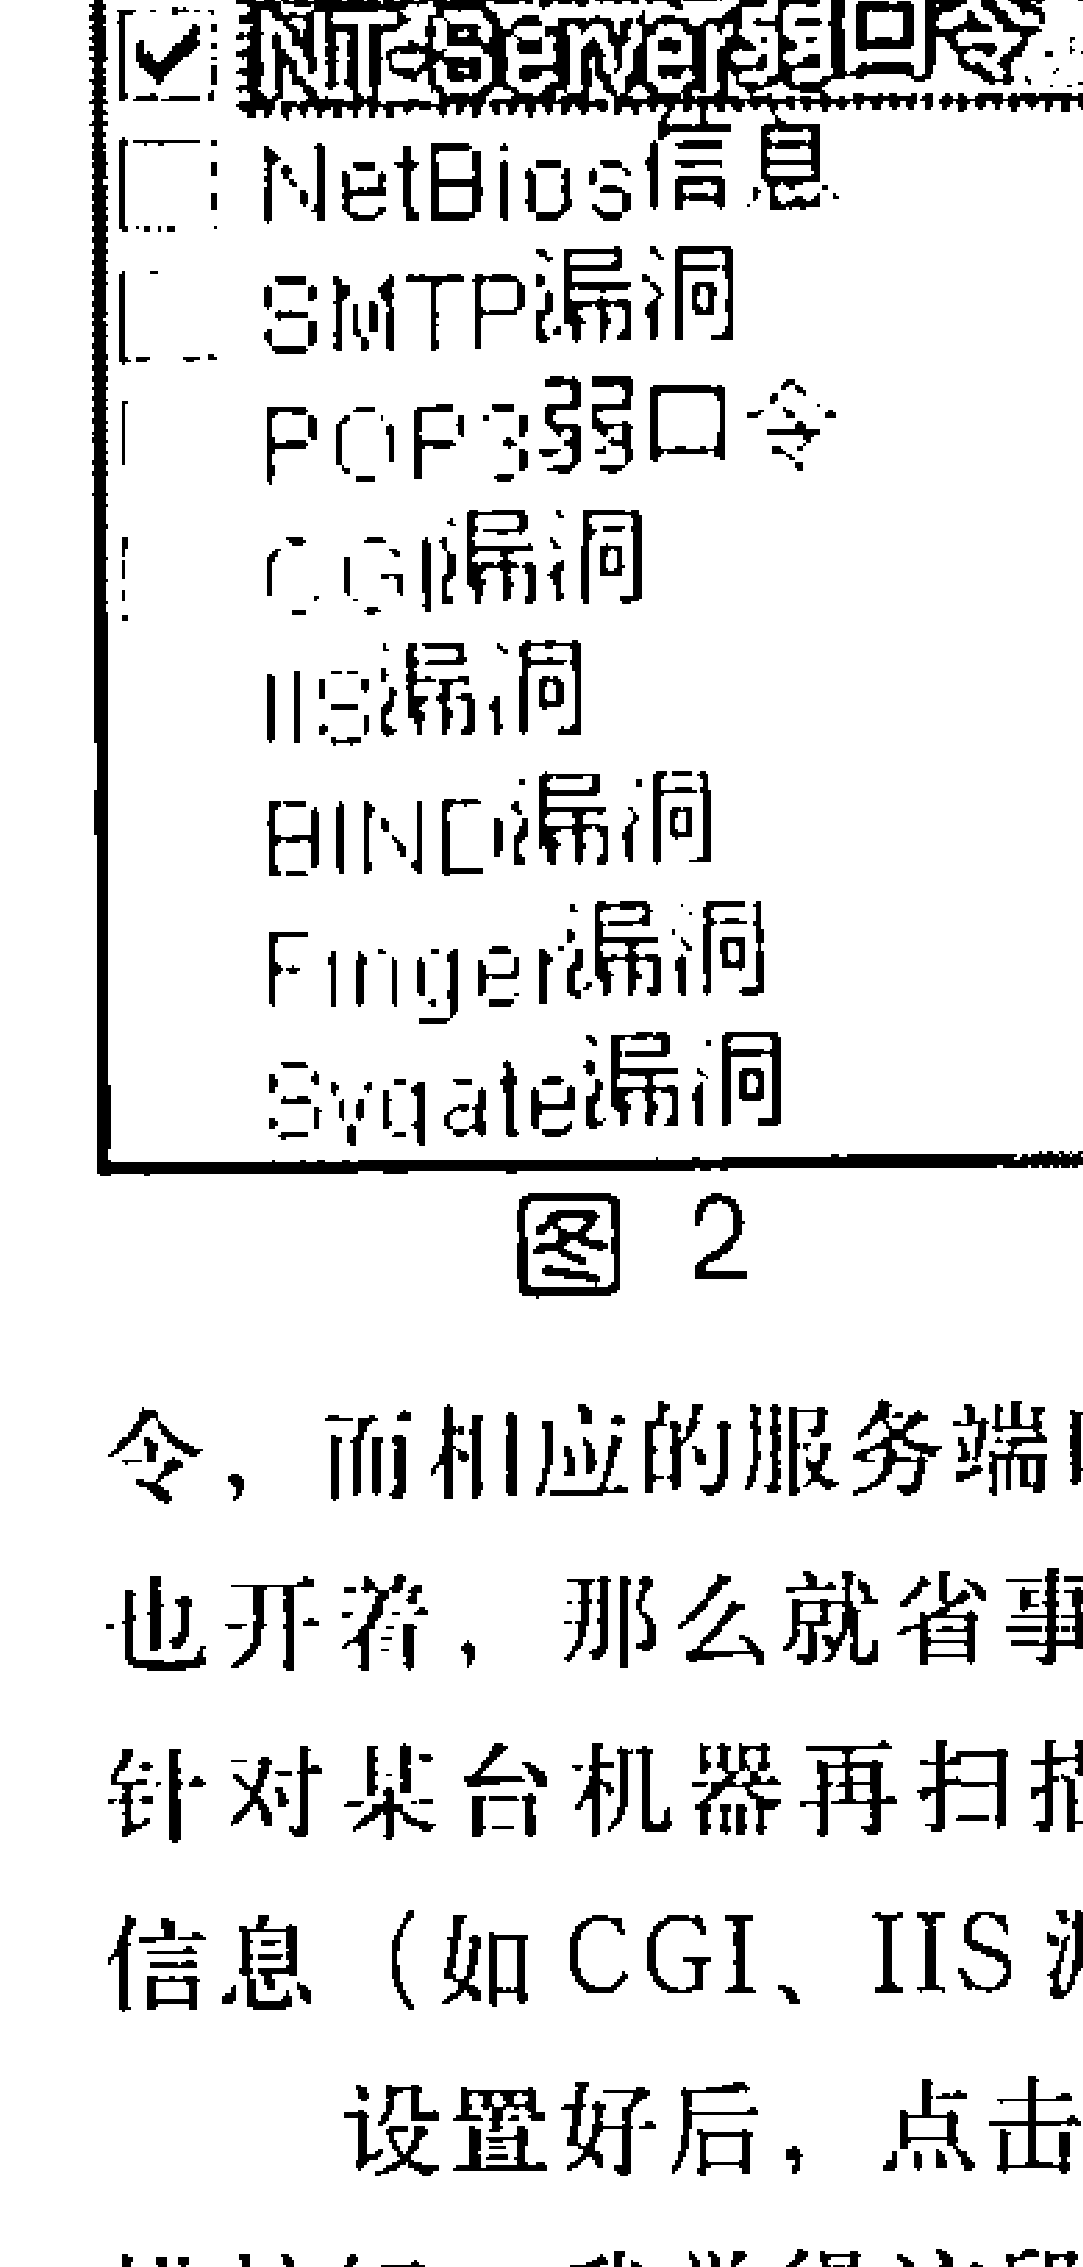 NT-Server弱口令
NetBios信息
SMTP漏洞
POP3弱口令
CGI漏洞
IIS漏洞
BIND漏洞
Finger漏洞
Sygate漏洞
图 2
令，而相应的服务端
也开着，那么就省事
针对某台机器再扫描
信息（如 CGI、IIS
设置好后，点击